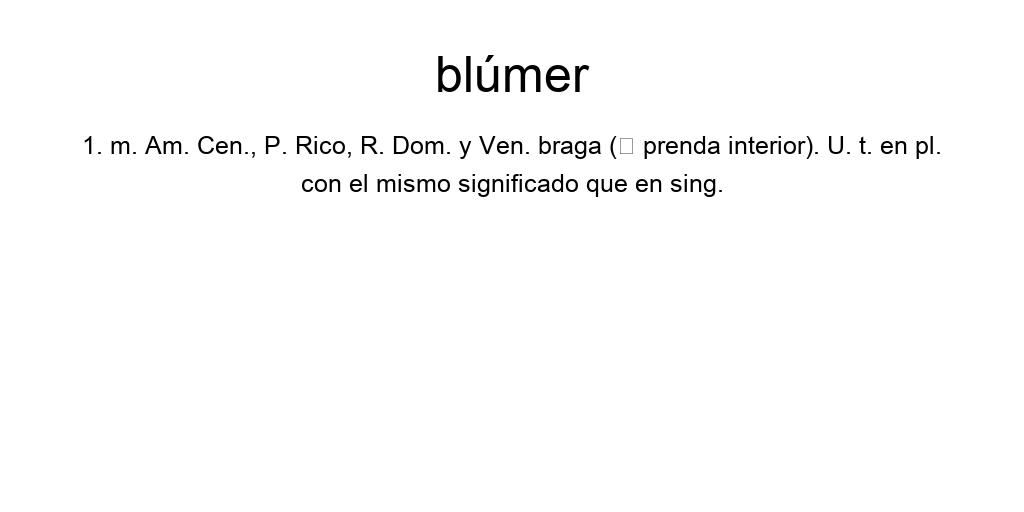 blúmer
1. m. Am. Cen., P. Rico, R. Dom. y Ven. braga (□ prenda interior). U. t. en pl.
con el mismo significado que en sing.